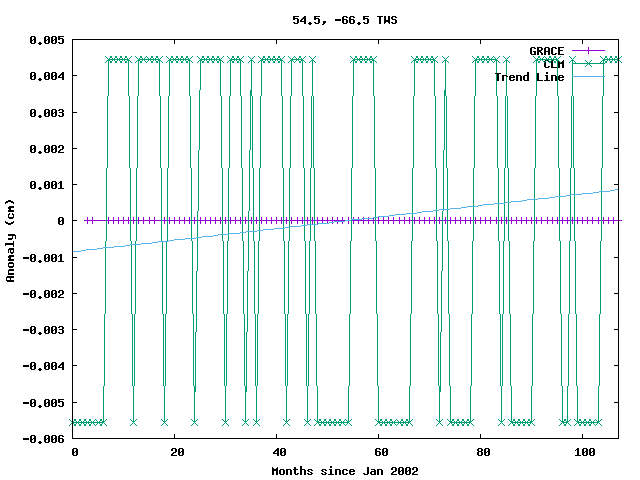 54.5, -66.5 TWS
GRACE
CLM
Trend Line
0.005
0.004
0.003
0.002
0.001
0
-0.001
-0.002
-0.003
-0.004
-0.005
-0.006
Anomaly (cm)
0 20 40 60 80 100
Months since Jan 2002